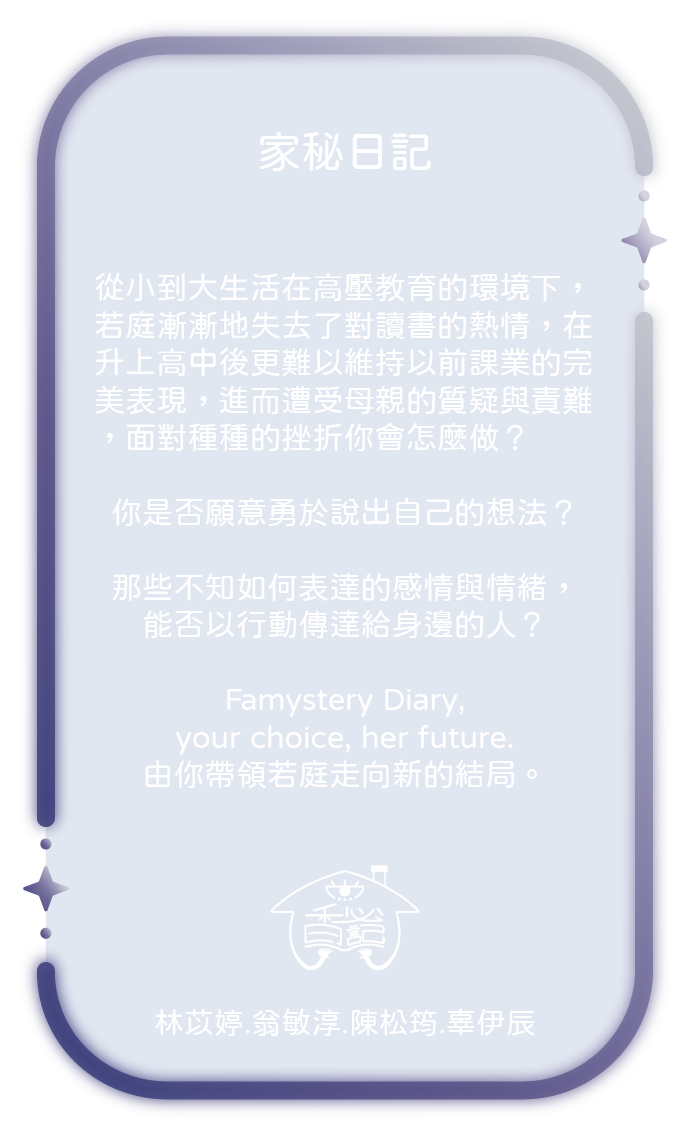 家秘日記
從小到大生活在高壓教育的環境下，
若庭漸漸地失去了對讀書的熱情，在
升上高中後更難以維持以前課業的完
美表現，進而遭受母親的質疑與責難
，面對種種的挫折你會怎麼做？
你是否願意勇於說出自己的想法？
那些不知如何表達的感情與情緒，
能否以行動傳達給身邊的人？
Famystery Diary,
your choice, her future.
由你帶領若庭走向新的結局。
林苡婷.翁敏淳.陳松筠.辜伊辰